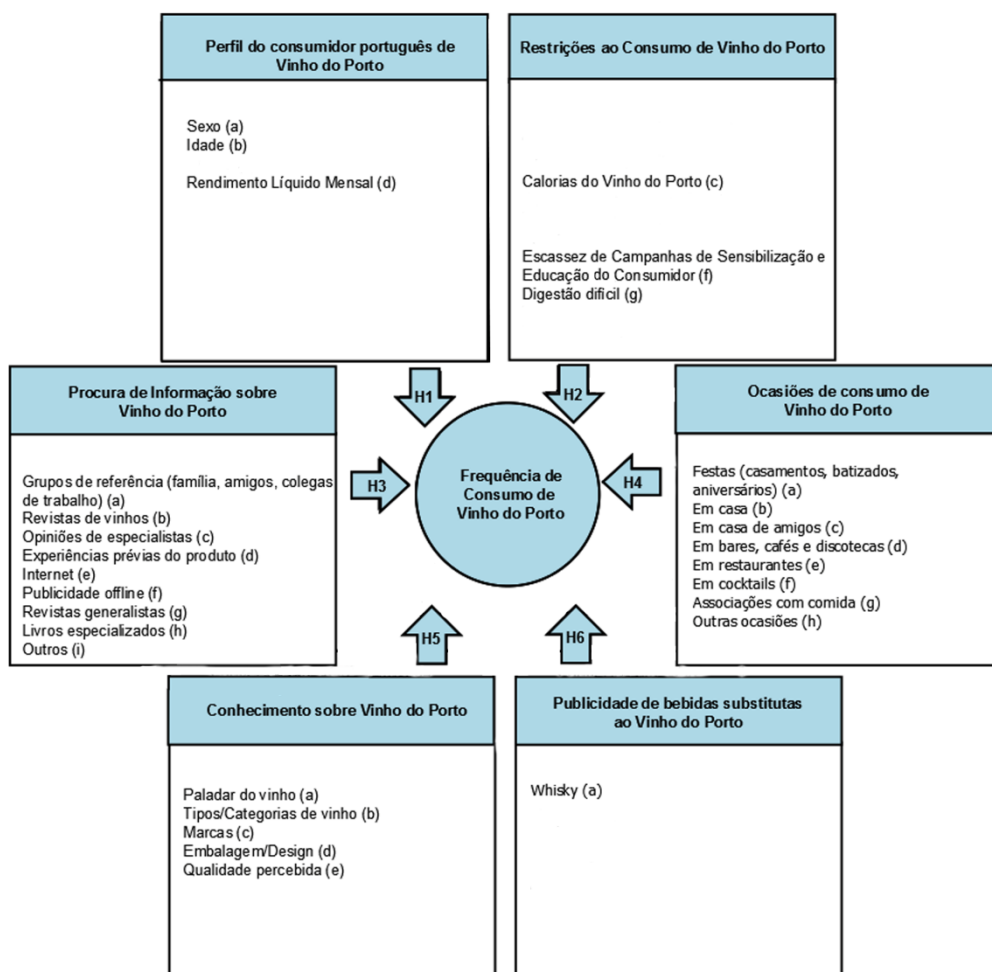 Perfil do consumidor português de
Vinho do Porto
Sexo (a)
Idade (b)
Rendimento Líquido Mensal (d)
Restrições ao Consumo de Vinho do Porto
Calorias do Vinho do Porto (c)
Escassez de Campanhas de Sensibilização e
Educação do Consumidor (f)
Digestão difícil (g)
H1
H2
Procura de Informação sobre
Vinho do Porto
Grupos de referência (família, amigos, colegas
de trabalho) (a)
Revistas de vinhos (b)
Opiniões de especialistas (c)
Experiências prévias do produto (d)
Internet (e)
Publicidade offline (f)
Revistas generalistas (g)
Livros especializados (h)
Outros (i)
H3
Frequência de
Consumo de
Vinho do Porto
H4
Ocasiões de consumo de
Vinho do Porto
Festas (casamentos, batizados,
aniversários) (a)
Em casa (b)
Em casa de amigos (c)
Em bares, cafés e discotecas (d)
Em restaurantes (e)
Em cocktails (f)
Associações com comida (g)
Outras ocasiões (h)
H5
H6
Conhecimento sobre Vinho do Porto
Paladar do vinho (a)
Tipos/Categorias de vinho (b)
Marcas (c)
Embalagem/Design (d)
Qualidade percebida (e)
Publicidade de bebidas substitutas
ao Vinho do Porto
Whisky (a)